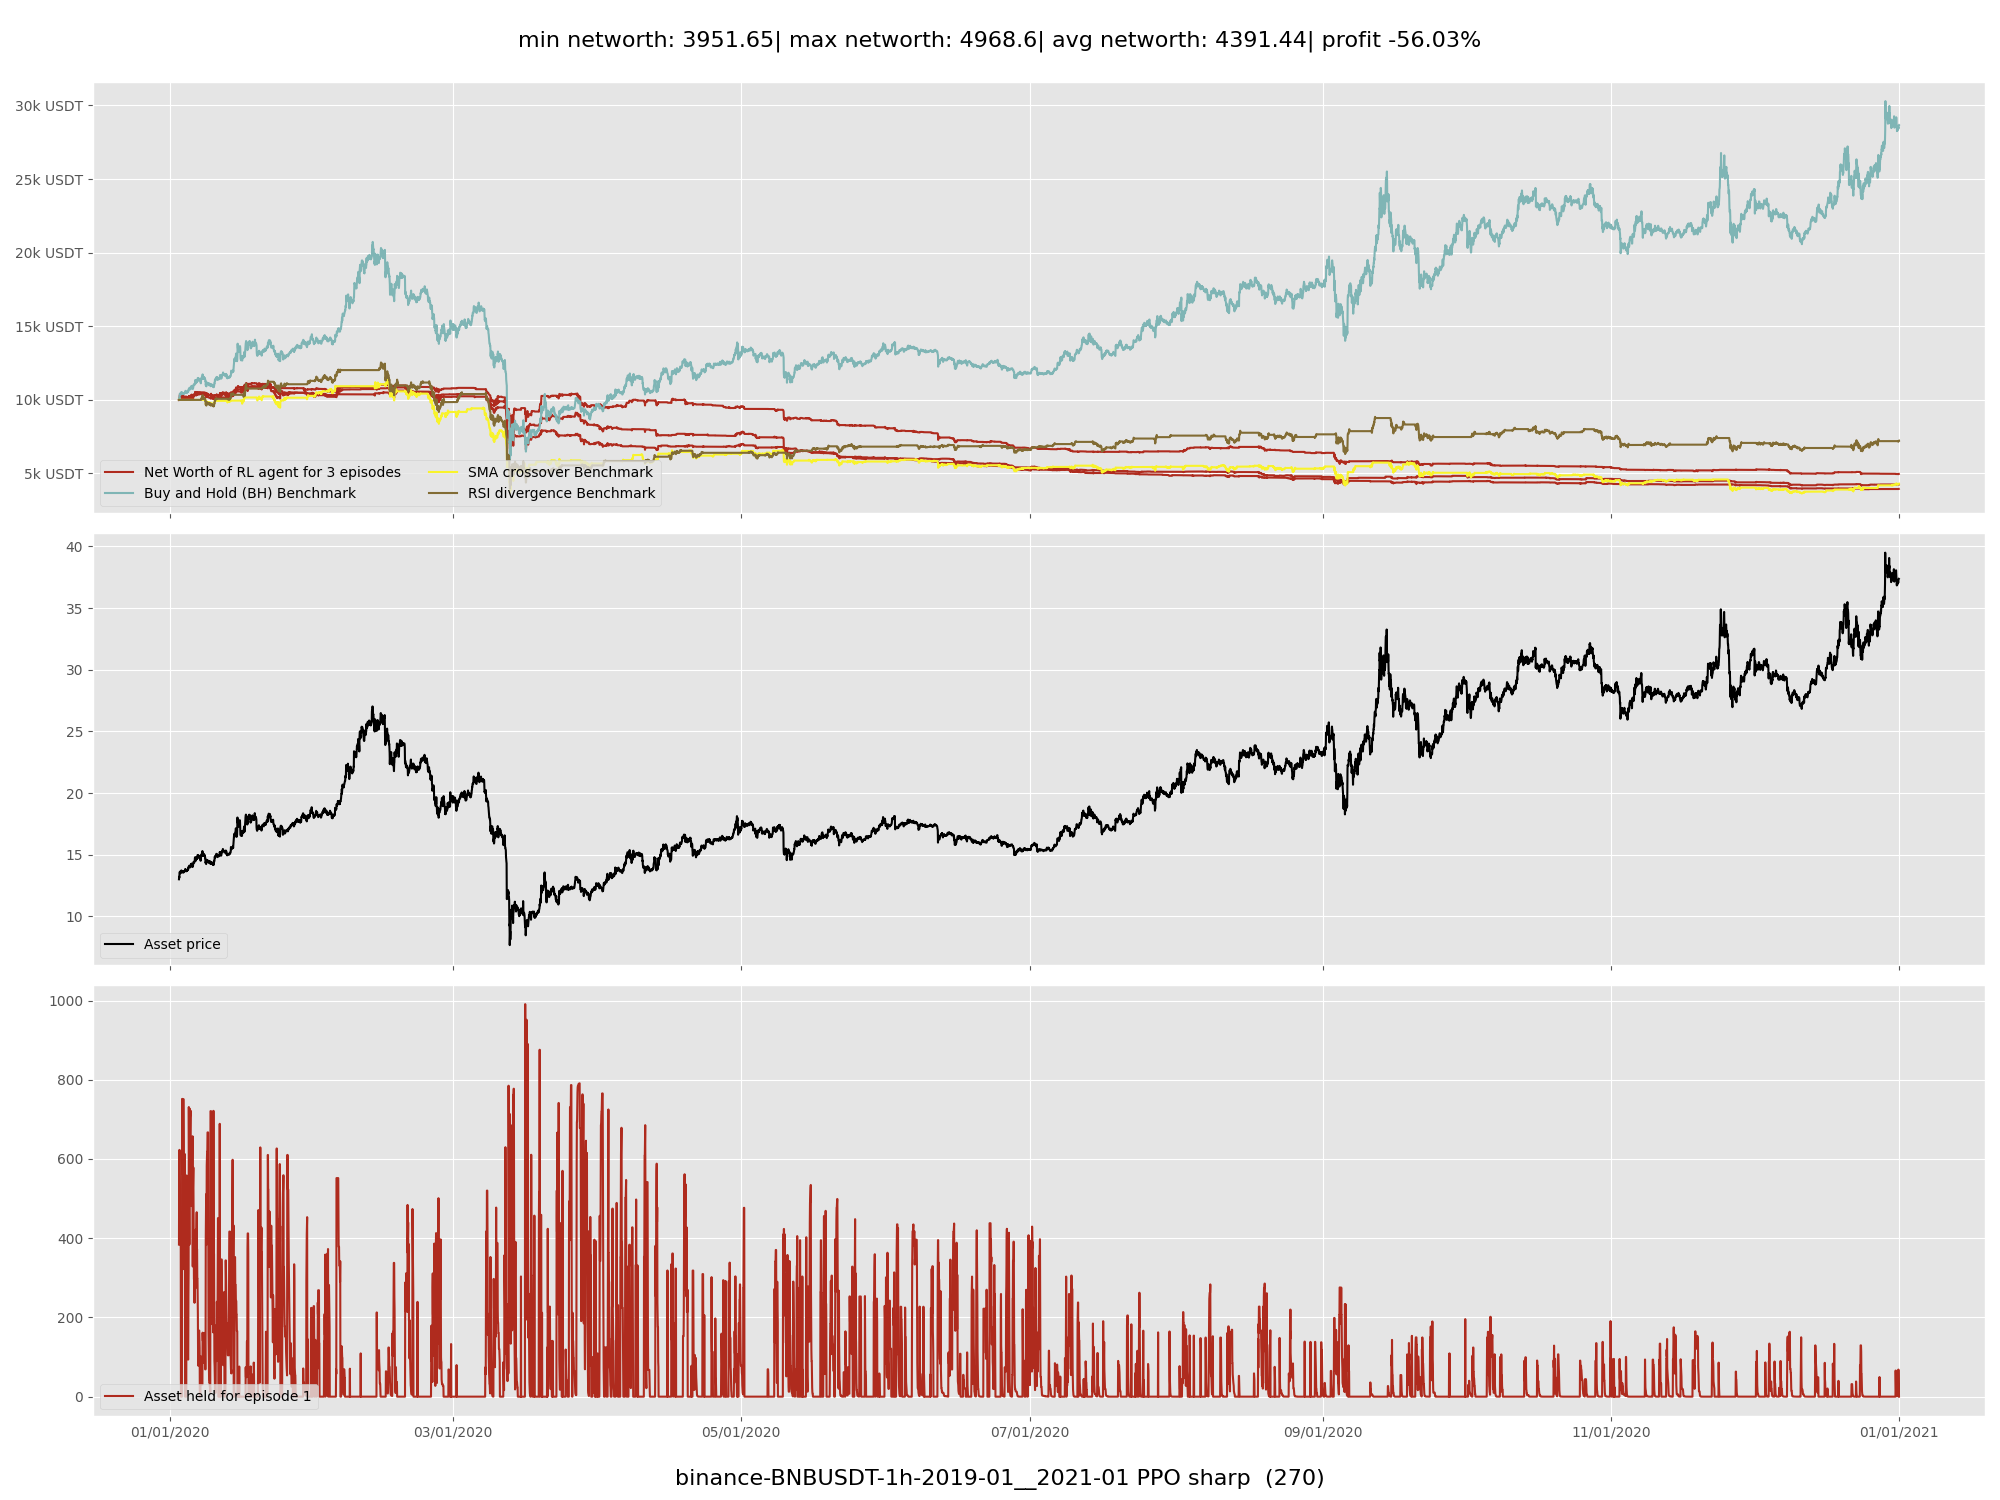 min networth: 3951.65| max networth: 4968.6| avg networth: 4391.44| profit -56.03%
30k USDT
25k USDT
20k USDT
15k USDT
10k USDT
5k USDT
Net Worth of RL agent for 3 episodes
Buy and Hold (BH) Benchmark
SMA crossover Benchmark
RSI divergence Benchmark
40
35
30
25
20
15
10
Asset price
1000
800
600
400
200
0
Asset held for episode 1
01/01/2020 03/01/2020 05/01/2020 07/01/2020 09/01/2020 11/01/2020 01/01/2021
binance-BNBUSDT-1h-2019-01__2021-01 PPO sharp (270)